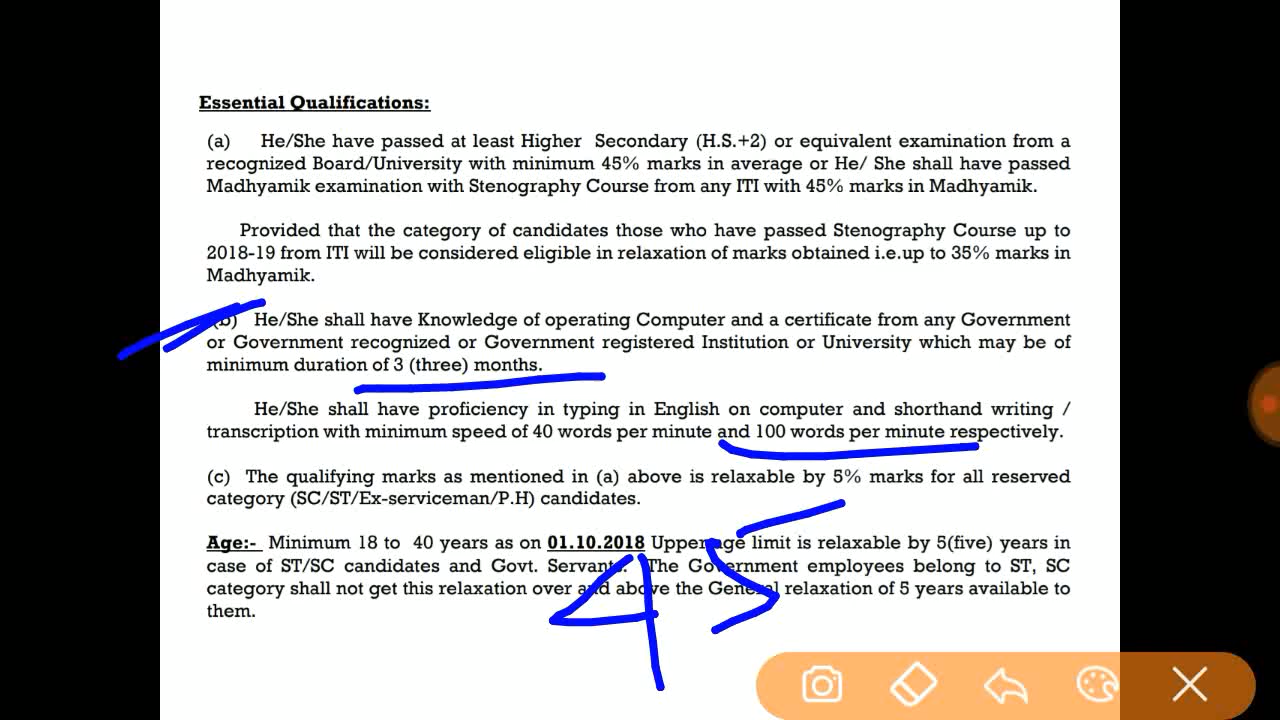 Essential Qualifications:
(a) He/She have passed at least Higher Secondary (H.S.+2) or equivalent examination from a
recognized Board/University with minimum 45% marks in average or He/ She shall have passed
Madhyamik examination with Stenography Course from any ITI with 45% marks in Madhyamik.
Provided that the category of candidates those who have passed Stenography Course up to
2018-19 from ITI will be considered eligible in relaxation of marks obtained i.e.up to 35% marks in
Madhyamik.
(b) He/She shall have Knowledge of operating Computer and a certificate from any Government
or Government recognized or Government registered Institution or University which may be of
minimum duration of 3 (three) months.
He/She shall have proficiency in typing in English on computer and shorthand writing /
transcription with minimum speed of 40 words per minute and 100 words per minute respectively.
(c) The qualifying marks as mentioned in (a) above is relaxable by 5% marks for all reserved
category (SC/ST/Ex-serviceman/P.H) candidates.
Age:- Minimum 18 to 40 years as on 01.10.2018 Upper age limit is relaxable by 5(five) years in
case of ST/SC candidates and Govt. Servants. The Government employees belong to ST, SC
category shall not get this relaxation over and above the General relaxation of 5 years available to
them.
45